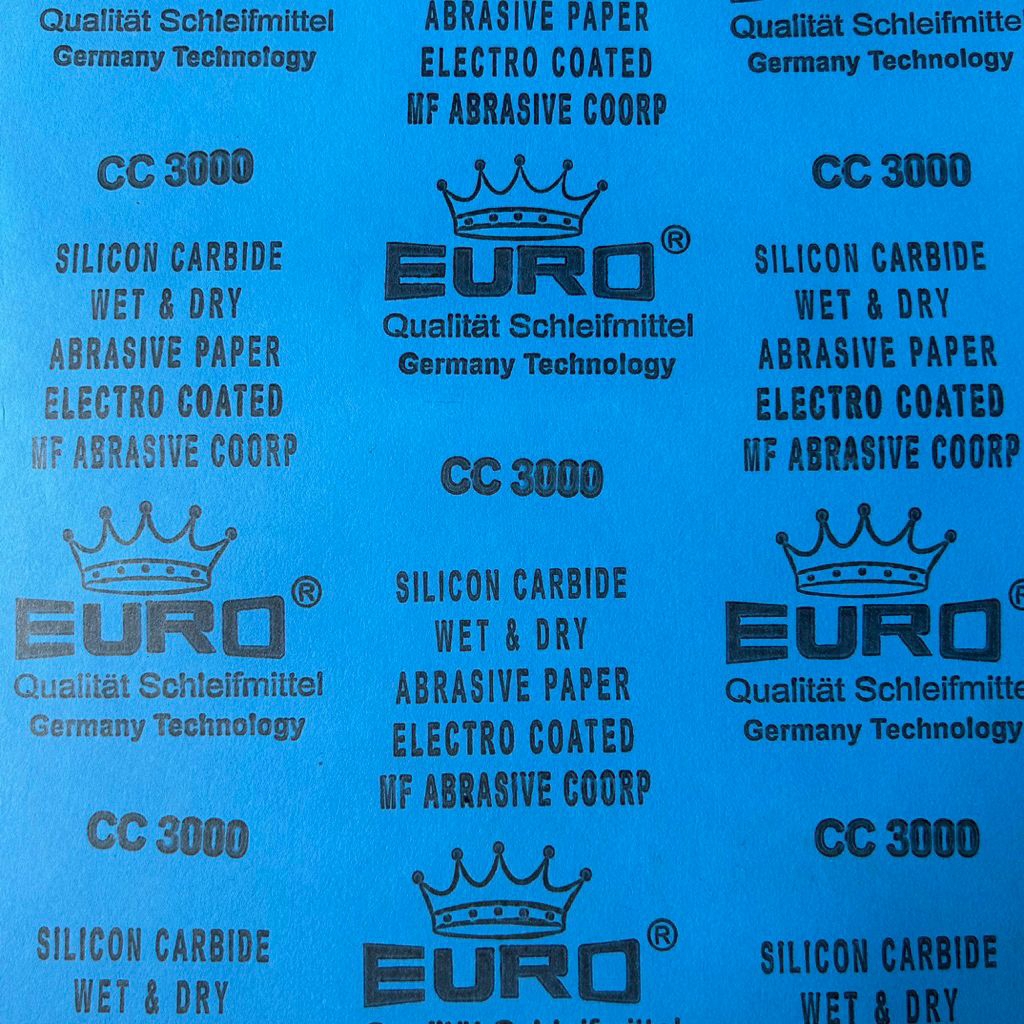 Qualität Schleifmittel
Germany Technology
CC 3000
SILICON CARBIDE
WET & DRY
ABRASIVE PAPER
ELECTRO COATED
MF ABRASIVE COORP
EURO®
Qualität Schleifmittel
Germany Technology
CC 3000
SILICON CARBIDE
WET & DRY
ABRASIVE PAPER
ELECTRO COATED
MF ABRASIVE COORP
EURO®
Qualität Schleifmittel
Germany Technology
CC 3000
SILICON CARBIDE
WET & DRY
ABRASIVE PAPER
ELECTRO COATED
MF ABRASIVE COORP
EURO®
Qualität Schleifmittel
Qualität Schleifmitte
Germany Technology
CC 3000
SILICON CARBIDE
WET & DRY
ABRASIVE PAPER
ELECTRO COATED
MF ABRASIVE COORP
EURO®
Qualität Schleifmitte
Germany Technology
CC 3000
SILICON CARBIDE
WET & DRY